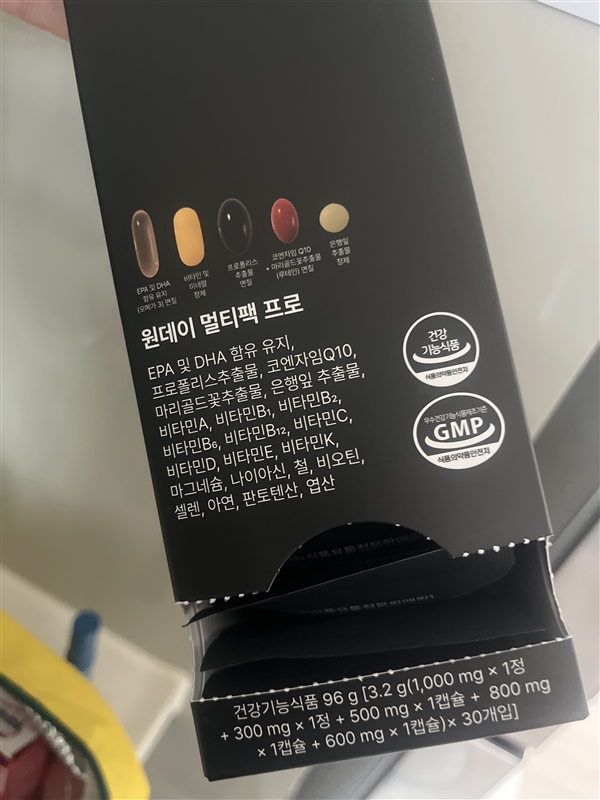 EPA 및 DHA
함유 유지
(오메가 3) 연질
비타민 및
미네랄
정제
프로폴리스
추출물
연질
코엔자임 Q10
+ 마리골드꽃추출물
(루테인) 연질
은행잎
추출물
정제
원데이 멀티팩 프로
EPA 및 DHA 함유 유지,
프로폴리스추출물, 코엔자임Q10,
마리골드꽃추출물, 은행잎 추출물,
비타민A, 비타민B₁, 비타민B₂,
비타민B₆, 비타민B₁₂, 비타민C,
비타민D, 비타민E, 비타민K,
마그네슘, 나이아신, 철, 비오틴,
셀렌, 아연, 판토텐산, 엽산
건강
기능식품
식품의약품안전처
우수건강기능식품제조기준
GMP
식품의약품안전처
건강기능식품 96 g [3.2 g(1,000 mg × 1정
+ 300 mg × 1정 + 500 mg × 1캡슐 + 800 mg
× 1캡슐 + 600 mg × 1캡슐)× 30개입]